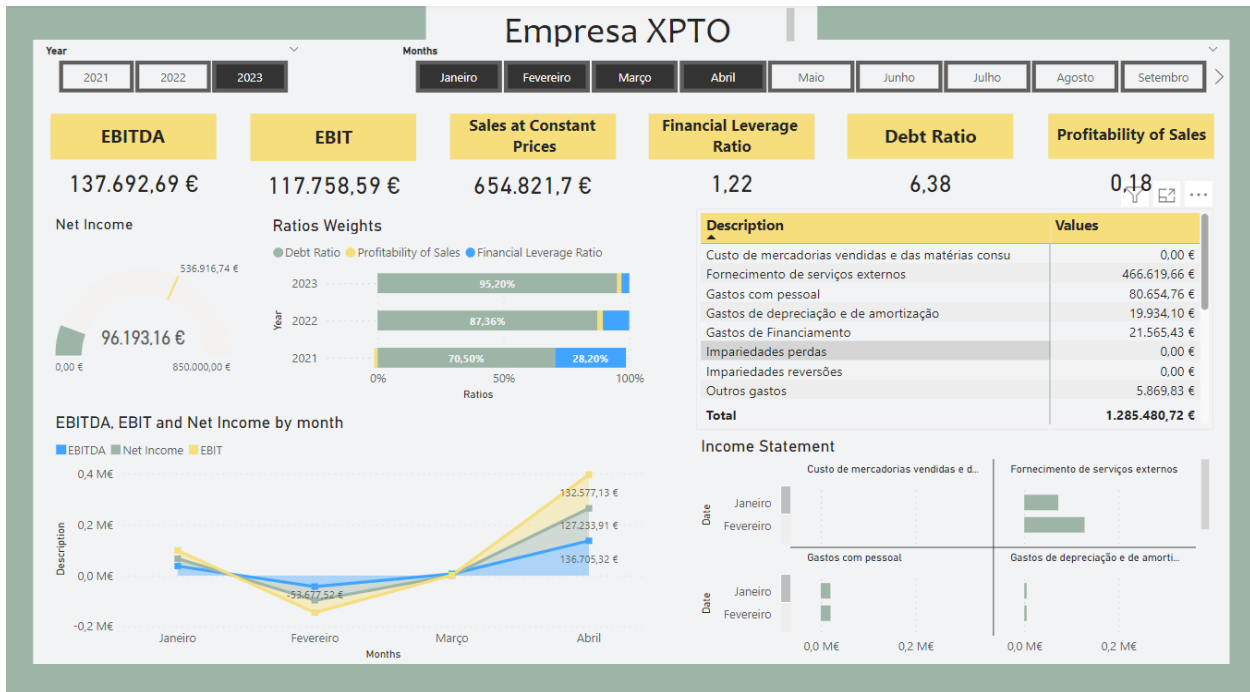 Empresa XPTO
Year
Months
2021 2022 2023
Janeiro Fevereiro Março Abril Maio Junho Julho Agosto Setembro
EBITDA
137.692,69 €
EBIT
117.758,59 €
Sales at Constant
Prices
654.821,7 €
Financial Leverage
Ratio
1,22
Debt Ratio
6,38
Profitability of Sales
0,18
Net Income
536.916,74 €
96.193,16 €
0,00 €
850.000,00 €
Ratios Weights
Debt Ratio Profitability of Sales Financial Leverage Ratio
Year
2023 95,20%
2022 87,36%
2021 70,50% 28,20%
0% 50% 100%
Ratios
Description Values
Custo de mercadorias vendidas e das matérias consu 0,00 €
Fornecimento de serviços externos 466.619,66 €
Gastos com pessoal 80.654,76 €
Gastos de depreciação e de amortização 19.934,10 €
Gastos de Financiamento 21.565,43 €
Impariedades perdas 0,00 €
Impariedades reversões 0,00 €
Outros gastos 5.869,83 €
Total 1.285.480,72 €
EBITDA, EBIT and Net Income by month
EBITDA Net Income EBIT
Description
0,4 M€
0,2 M€
0,0 M€
-0,2 M€
132.577,13 €
127.233,91 €
136.705,32 €
-53.677,52 €
Janeiro Fevereiro Março Abril
Months
Income Statement
Custo de mercadorias vendidas e d... Fornecimento de serviços externos
Date
Janeiro
Fevereiro
Gastos com pessoal Gastos de depreciação e de amorti...
Date
Janeiro
Fevereiro
0,0 M€ 0,2 M€ 0,0 M€ 0,2 M€